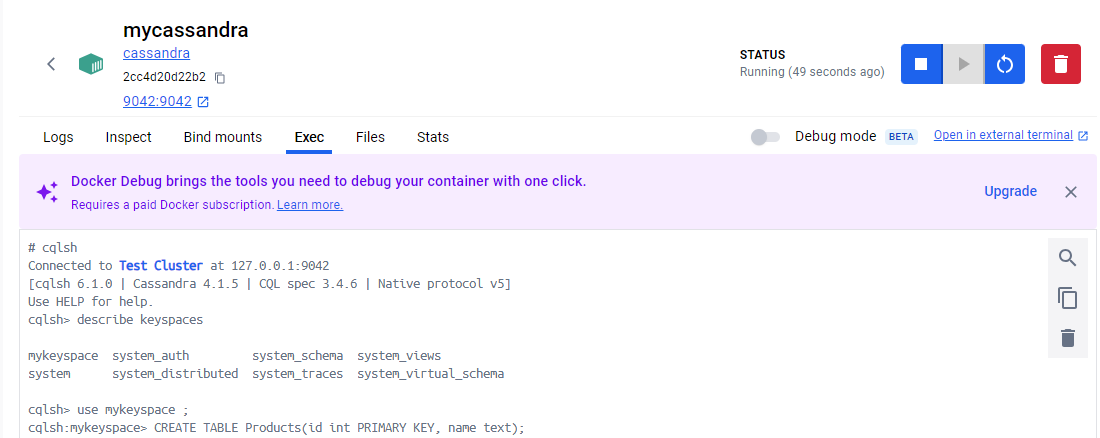 mycassandra
cassandra
2cc4d20d22b2
9042:9042
STATUS
Running (49 seconds ago)
Logs Inspect Bind mounts Exec Files Stats Debug mode BETA Open in external terminal
Docker Debug brings the tools you need to debug your container with one click.
Requires a paid Docker subscription. Learn more.
Upgrade
# cqlsh
Connected to Test Cluster at 127.0.0.1:9042
[cqlsh 6.1.0 | Cassandra 4.1.5 | CQL spec 3.4.6 | Native protocol v5]
Use HELP for help.
cqlsh> describe keyspaces
mykeyspace  system_auth         system_schema  system_views
system      system_distributed  system_traces  system_virtual_schema
cqlsh> use mykeyspace ;
cqlsh:mykeyspace> CREATE TABLE Products(id int PRIMARY KEY, name text);